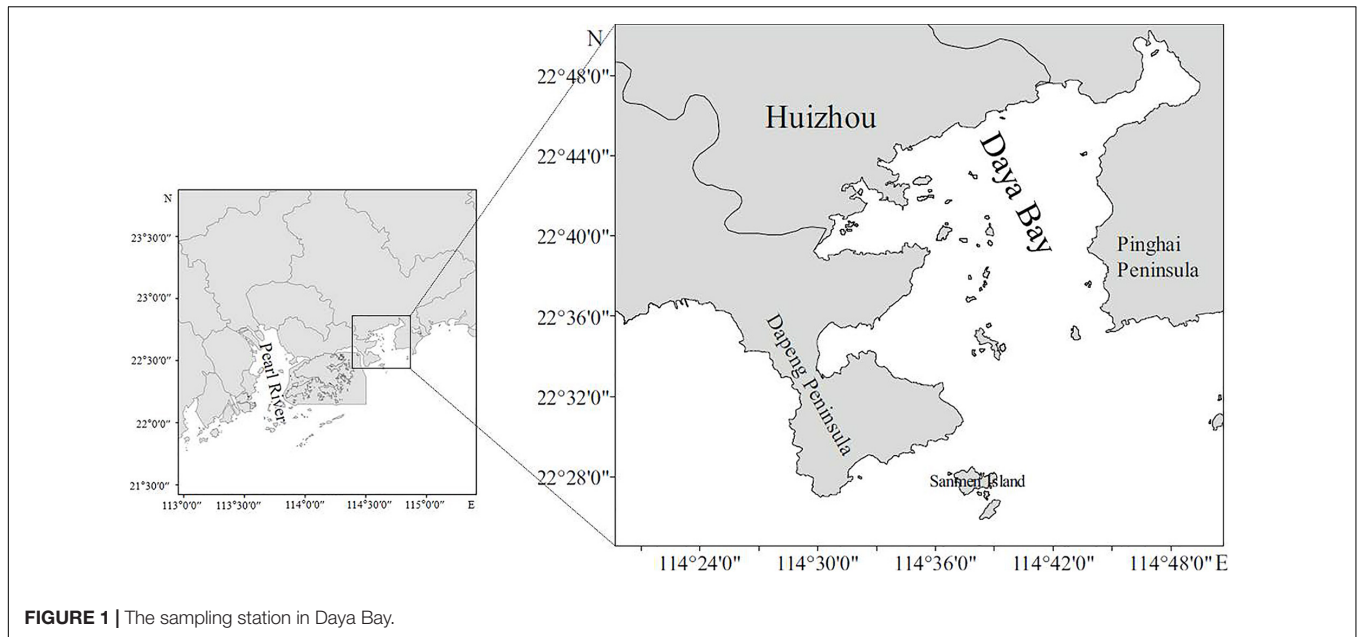 N
23°30'0''
23°0'0''
22°30'0''
22°0'0''
21°30'0''
113°0'0''
113°30'0''
114°0'0''
114°30'0''
115°0'0''
E
Pearl River
N
22°48'0"
22°44'0"
22°40'0"
22°36'0"
22°32'0"
22°28'0"
114°24'0"
114°30'0"
114°36'0"
114°42'0"
114°48'0"
E
Huizhou
Daya Bay
Pinghai
Peninsula
Dapeng Peninsula
Sanmen Island
FIGURE 1 | The sampling station in Daya Bay.